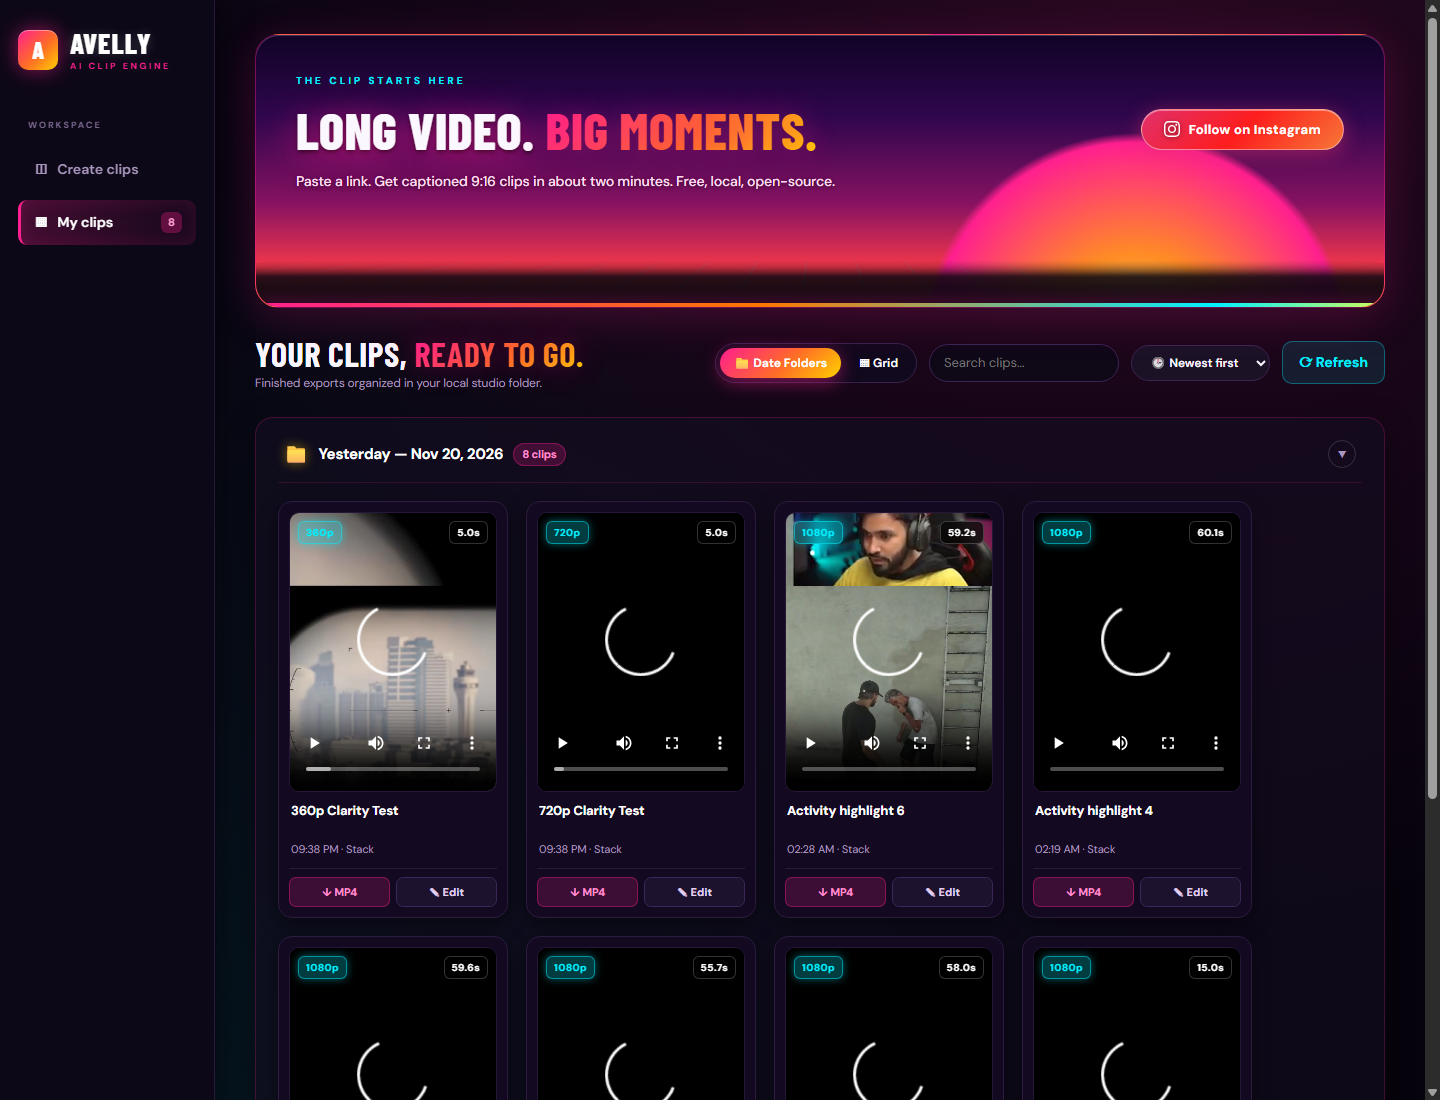 A
AVELLY
AI CLIP ENGINE
WORKSPACE
Create clips
My clips
8
THE CLIP STARTS HERE
LONG VIDEO. BIG MOMENTS.
Paste a link. Get captioned 9:16 clips in about two minutes. Free, local, open-source.
Follow on Instagram
YOUR CLIPS, READY TO GO.
Finished exports organized in your local studio folder.
Date Folders
Grid
Search clips...
Newest first
Refresh
Yesterday — Nov 20, 2026
8 clips
360p
5.0s
720p
5.0s
1080p
59.2s
1080p
60.1s
360p Clarity Test
720p Clarity Test
Activity highlight 6
Activity highlight 4
09:38 PM · Stack
09:38 PM · Stack
02:28 AM · Stack
02:19 AM · Stack
↓ MP4
Edit
↓ MP4
Edit
↓ MP4
Edit
↓ MP4
Edit
1080p
59.6s
1080p
55.7s
1080p
58.0s
1080p
15.0s